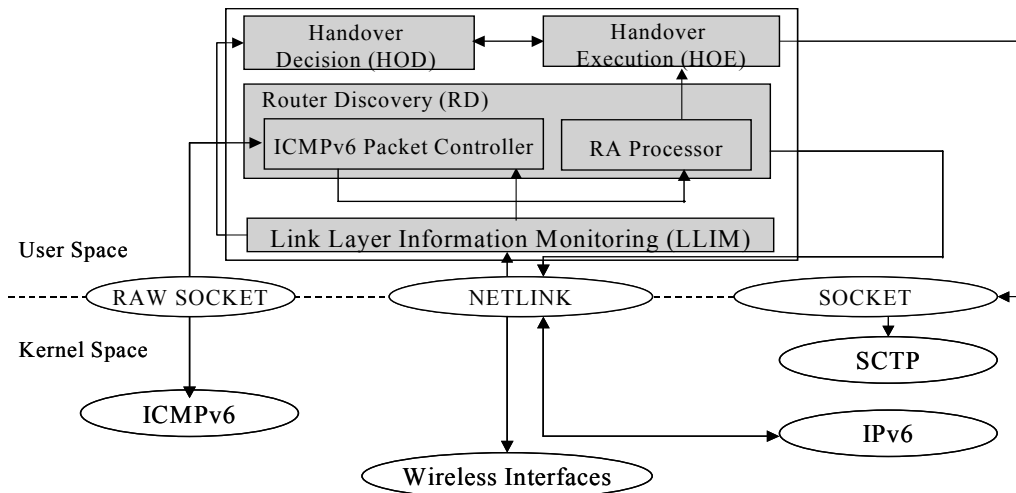 Handover
Decision (HOD)
Handover
Execution (HOE)
Router Discovery (RD)
ICMPv6 Packet Controller
RA Processor
Link Layer Information Monitoring (LLIM)
User Space
RAW SOCKET
NETLINK
SOCKET
Kernel Space
SCTP
ICMPv6
IPv6
Wireless Interfaces